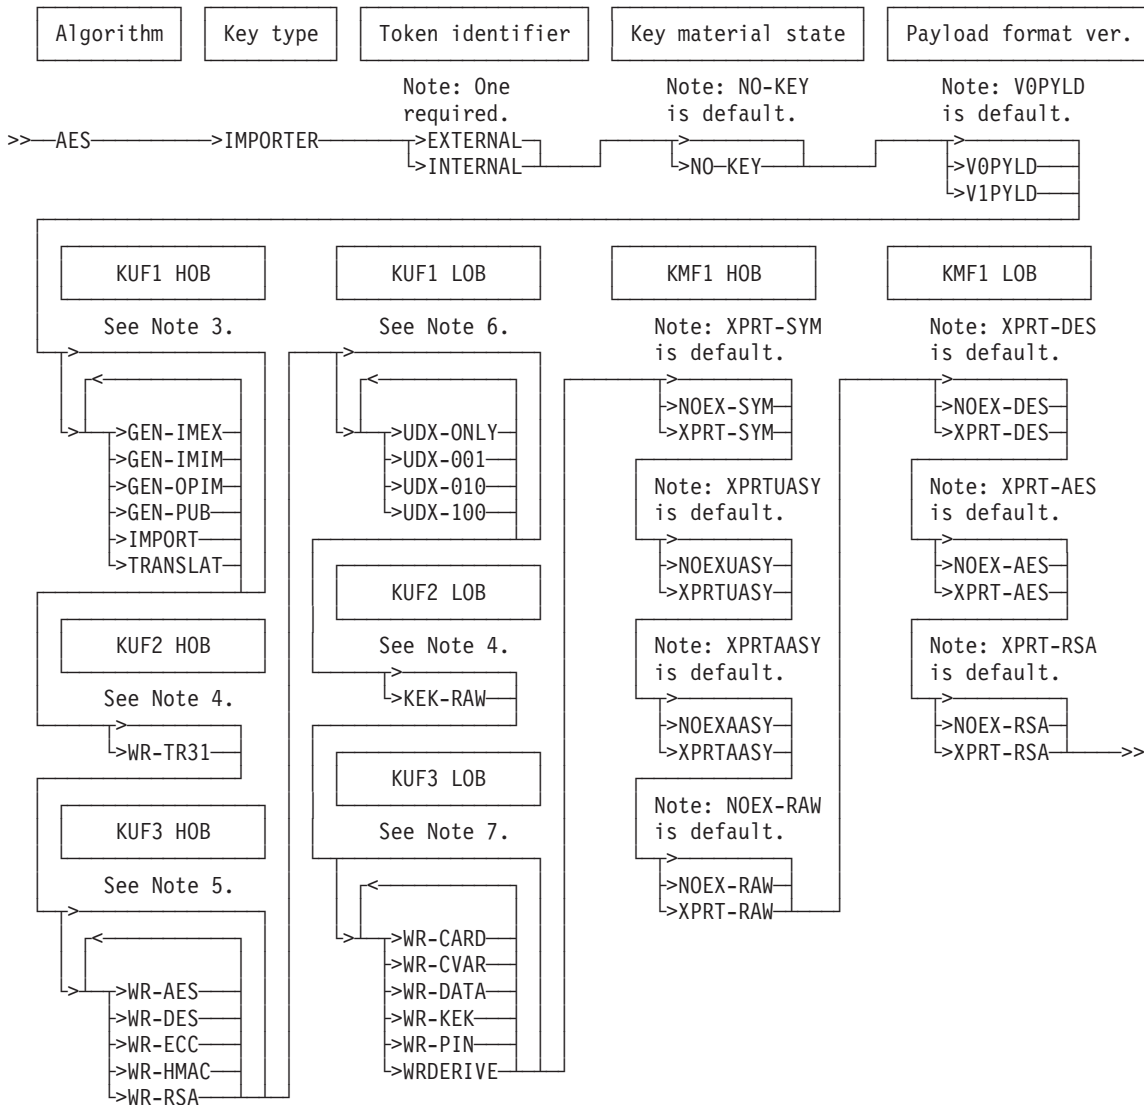 Algorithm
Key type
Token identifier
Key material state
Payload format ver.
Note: One
required.
Note: NO-KEY
is default.
Note: V0PYLD
is default.
>>—AES—>IMPORTER—>EXTERNAL
>INTERNAL
>
>NO-KEY
>
>V0PYLD
>V1PYLD
KUF1 HOB
See Note 3.
>
<
>
>GEN-IMEX
>GEN-IMIM
>GEN-OPIM
>GEN-PUB
>IMPORT
>TRANSLAT
KUF2 HOB
See Note 4.
>
>WR-TR31
KUF3 HOB
See Note 5.
>
<
>
>WR-AES
>WR-DES
>WR-ECC
>WR-HMAC
>WR-RSA
KUF1 LOB
See Note 6.
>
<
>
>UDX-ONLY
>UDX-001
>UDX-010
>UDX-100
KUF2 LOB
See Note 4.
>
>KEK-RAW
KUF3 LOB
See Note 7.
>
<
>
>WR-CARD
>WR-CVAR
>WR-DATA
>WR-KEK
>WR-PIN
>WRDERIVE
KMF1 HOB
Note: XPRT-SYM
is default.
>
>NOEX-SYM
>XPRT-SYM
Note: XPRTUASY
is default.
>
>NOEXUASY
>XPRTUASY
Note: XPRTAASY
is default.
>
>NOEXAASY
>XPRTAASY
Note: NOEX-RAW
is default.
>
>NOEX-RAW
>XPRT-RAW
KMF1 LOB
Note: XPRT-DES
is default.
>
>NOEX-DES
>XPRT-DES
Note: XPRT-AES
is default.
>
>NOEX-AES
>XPRT-AES
Note: XPRT-RSA
is default.
>
>NOEX-RSA
>XPRT-RSA—>>